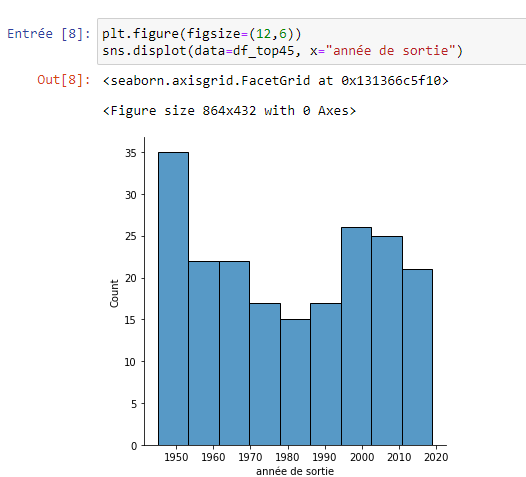 Entrée [8]: plt.figure(figsize=(12,6))
sns.displot(data=df_top45, x="année de sortie")
Out[8]: <seaborn.axisgrid.FacetGrid at 0x131366c5f10>
<Figure size 864x432 with 0 Axes>
35
30
25
20
15
10
5
0
Count
1950 1960 1970 1980 1990 2000 2010 2020
année de sortie